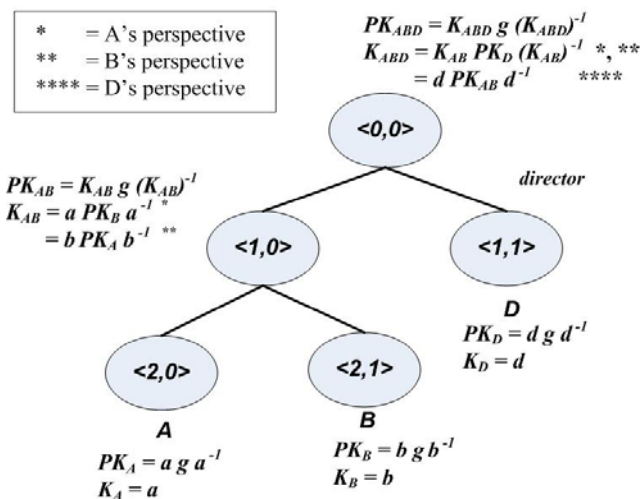 * = A's perspective
** = B's perspective
**** = D's perspective
PK_ABD = K_ABD g (K_ABD)^-1
K_ABD = K_AB PK_D (K_AB)^-1 *, **
= d PK_AB d^-1 ****
<0,0>
director
PK_AB = K_AB g (K_AB)^-1
K_AB = a PK_B a^-1 *
= b PK_A b^-1 **
<1,0>
<1,1>
D
PK_D = d g d^-1
K_D = d
<2,0>
<2,1>
A
B
PK_A = a g a^-1
K_A = a
PK_B = b g b^-1
K_B = b